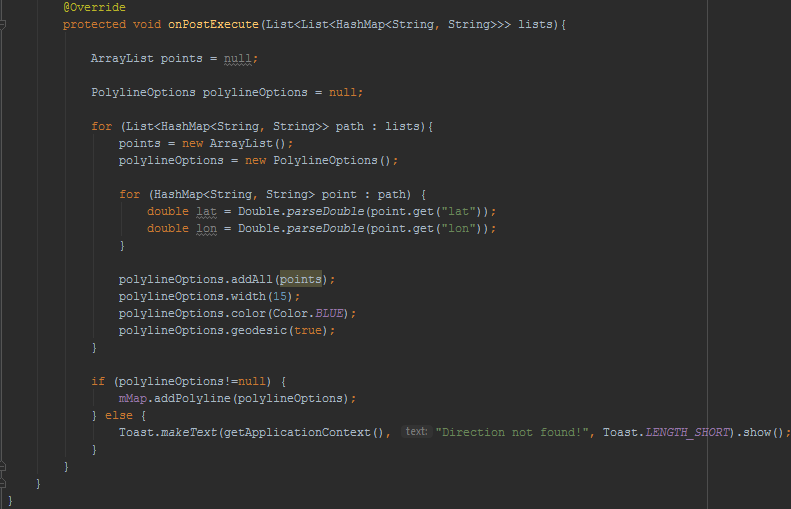 @Override
protected void onPostExecute(List<List<HashMap<String, String>>> lists){
ArrayList points = null;
PolylineOptions polylineOptions = null;
for (List<HashMap<String, String>> path : lists){
points = new ArrayList();
polylineOptions = new PolylineOptions();
for (HashMap<String, String> point : path) {
double lat = Double.parseDouble(point.get("lat"));
double lon = Double.parseDouble(point.get("lon"));
}
polylineOptions.addAll(points);
polylineOptions.width(15);
polylineOptions.color(Color.BLUE);
polylineOptions.geodesic(true);
}
if (polylineOptions!=null) {
mMap.addPolyline(polylineOptions);
} else {
Toast.makeText(getApplicationContext(), text: "Direction not found!", Toast.LENGTH_SHORT).show();
}
}
}
}